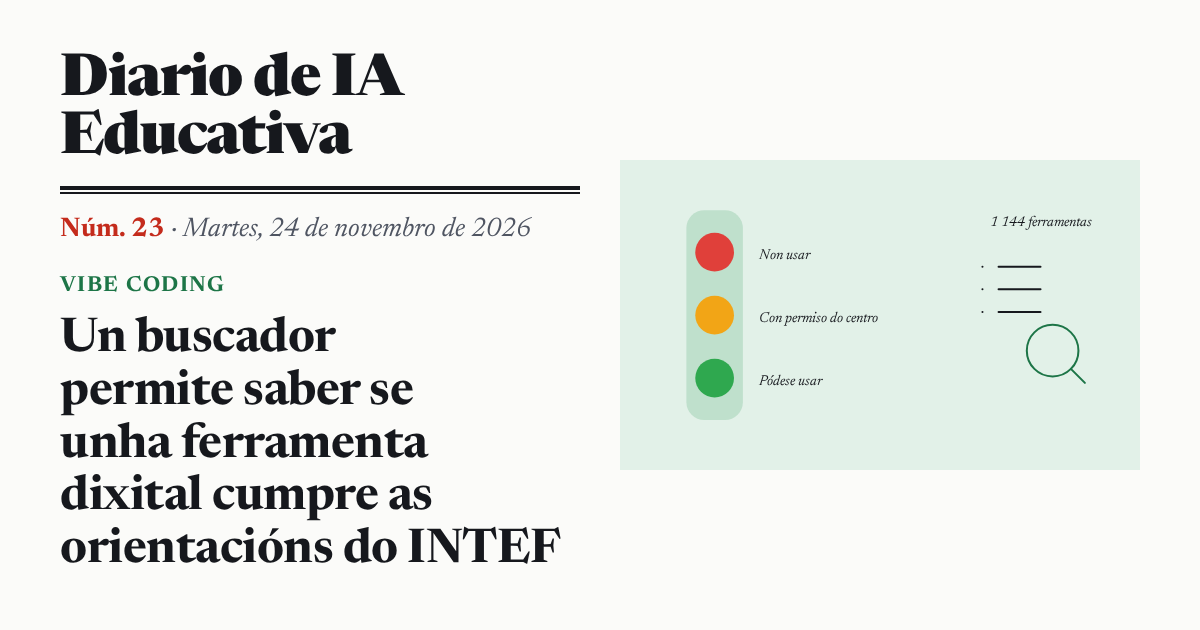 Diario de IA
Educativa
Núm. 23 · Martes, 24 de novembro de 2026
VIBE CODING
Un buscador
permite saber se
unha ferramenta
dixital cumpre as
orientacións do INTEF
Non usar
Con permiso do centro
Pódese usar
1 144 ferramentas